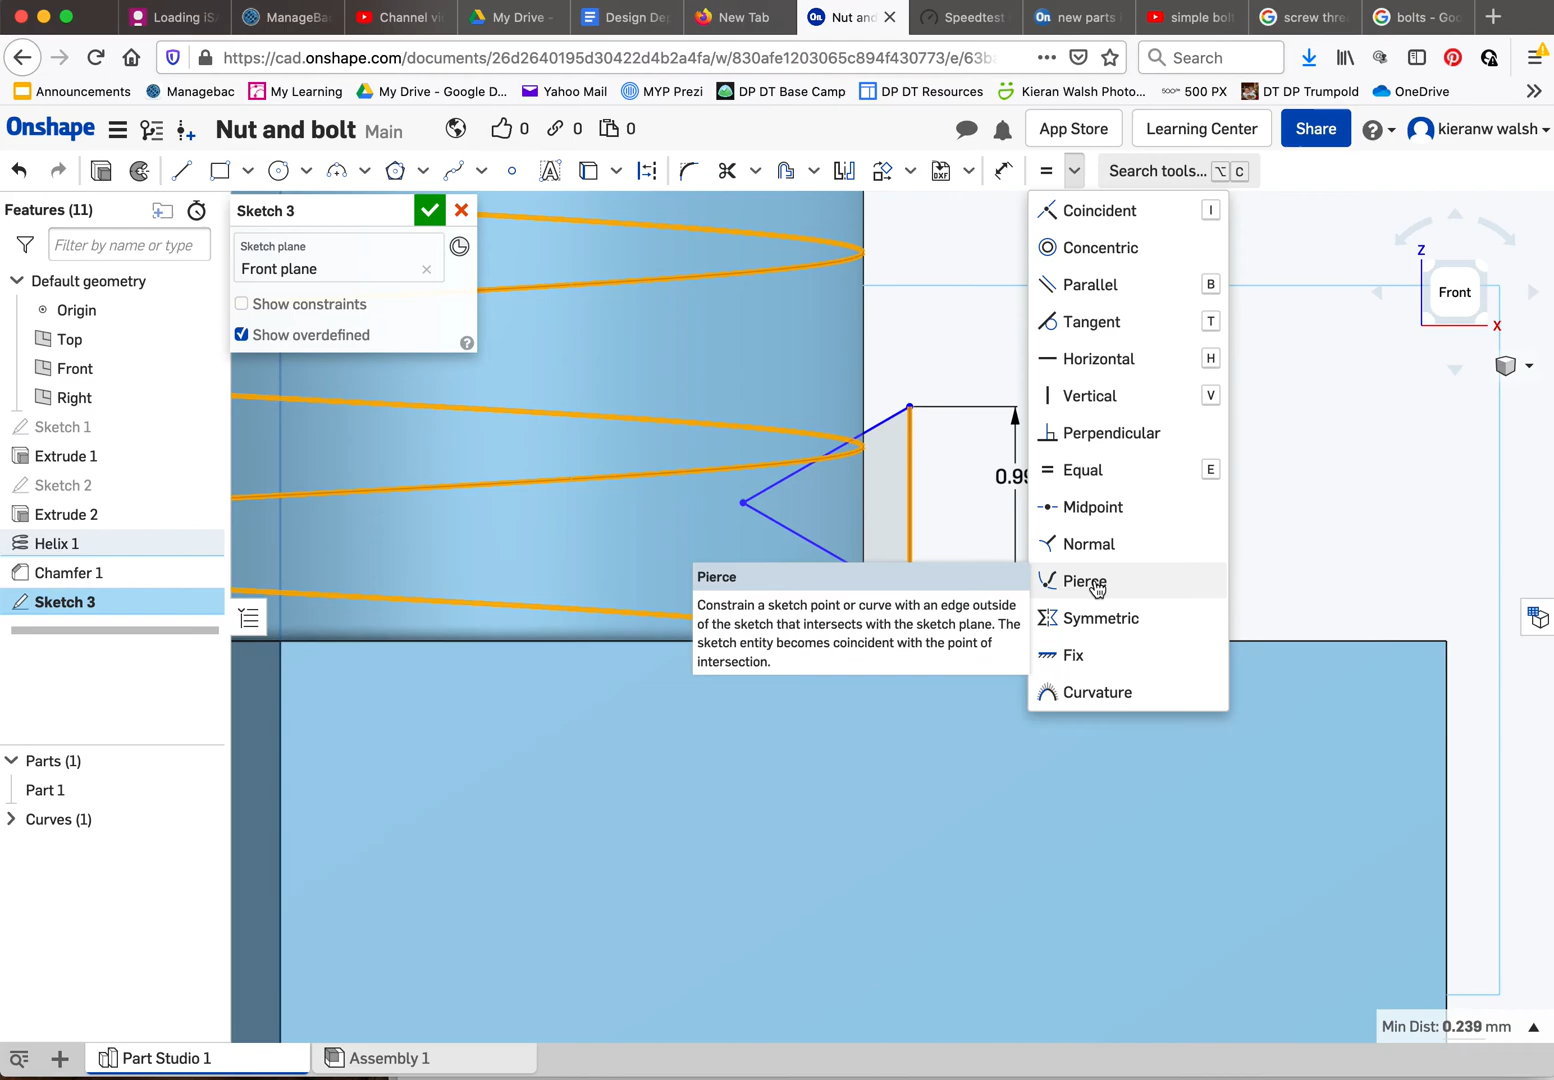 Loading iSA
ManageBac
Channel vi
My Drive -
Design De
New Tab
Nut and
Speedtest
new parts
simple bolt
screw thre
bolts - Goo
https://cad.onshape.com/documents/26d2640195d30422d4b2a4fa/w/830afe1203065c894f430773/e/63ba
Search
Announcements
Managebac
My Learning
My Drive - Google D...
Yahoo Mail
MYP Prezi
DP DT Base Camp
DP DT Resources
Kieran Walsh Photo...
500 PX
DT DP Trumpold
OneDrive
Onshape
Nut and bolt Main
0
0
0
App Store
Learning Center
Share
kieranw walsh
Search tools... ⌥ C
Features (11)
Filter by name or type
Default geometry
Origin
Top
Front
Right
Sketch 1
Extrude 1
Sketch 2
Extrude 2
Helix 1
Chamfer 1
Sketch 3
Parts (1)
Part 1
Curves (1)
Sketch 3
Sketch plane
Front plane
Show constraints
Show overdefined
0.99
Coincident I
Concentric
Parallel B
Tangent T
Horizontal H
Vertical V
Perpendicular
Equal E
Midpoint
Normal
Pierce
Symmetric
Fix
Curvature
Pierce
Constrain a sketch point or curve with an edge outside
of the sketch that intersects with the sketch plane. The
sketch entity becomes coincident with the point of
intersection.
Z
Front
X
Min Dist: 0.239 mm
Part Studio 1
Assembly 1